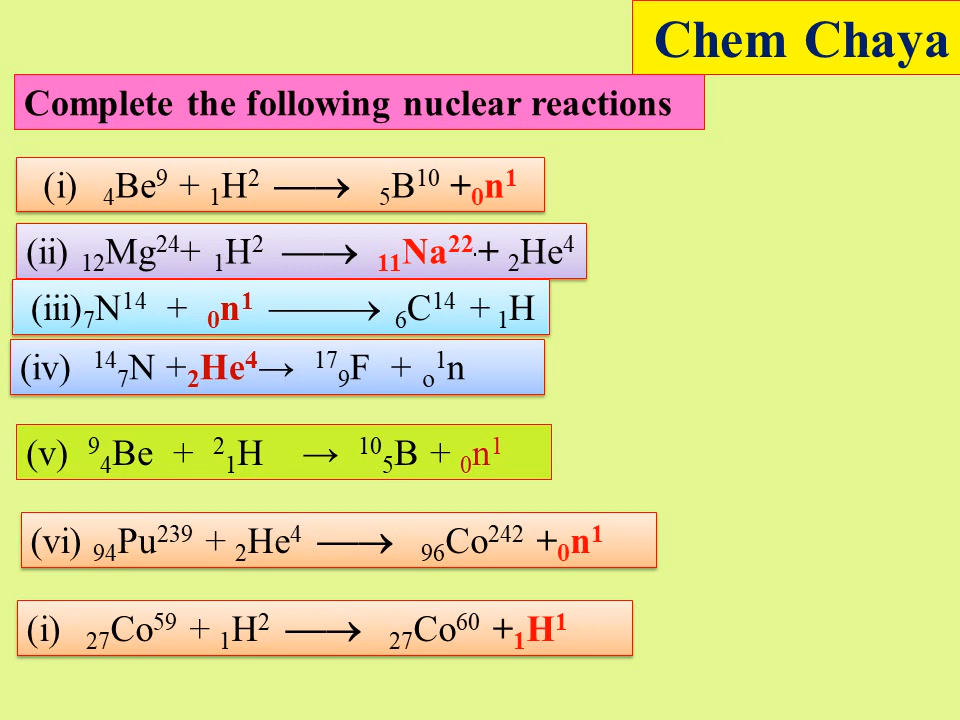 Chem Chaya
Complete the following nuclear reactions
(i) ₄Be⁹ + ₁H² ⟶ ₅B¹⁰ +₀n¹
(ii) ₁₂Mg²⁴+ ₁H² ⟶ ₁₁Na²².+ ₂He⁴
(iii)₇N¹⁴ + ₀n¹ ⟶ ₆C¹⁴ + ₁H
(iv) ¹⁴₇N +₂He⁴→ ¹⁷₉F + ₒ¹n
(v) ⁹₄Be + ²₁H → ¹⁰₅B + ₀n¹
(vi) ₉₄Pu²³⁹ + ₂He⁴ ⟶ ₉₆Co²⁴² +₀n¹
(i) ₂₇Co⁵⁹ + ₁H² ⟶ ₂₇Co⁶⁰ +₁H¹